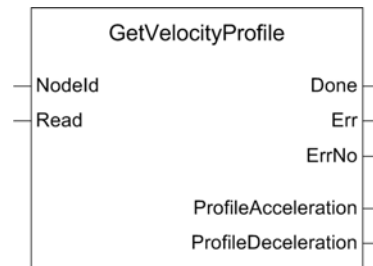 GetVelocityProfile
NodeId Done
Read Err
ErrNo
ProfileAcceleration
ProfileDeceleration